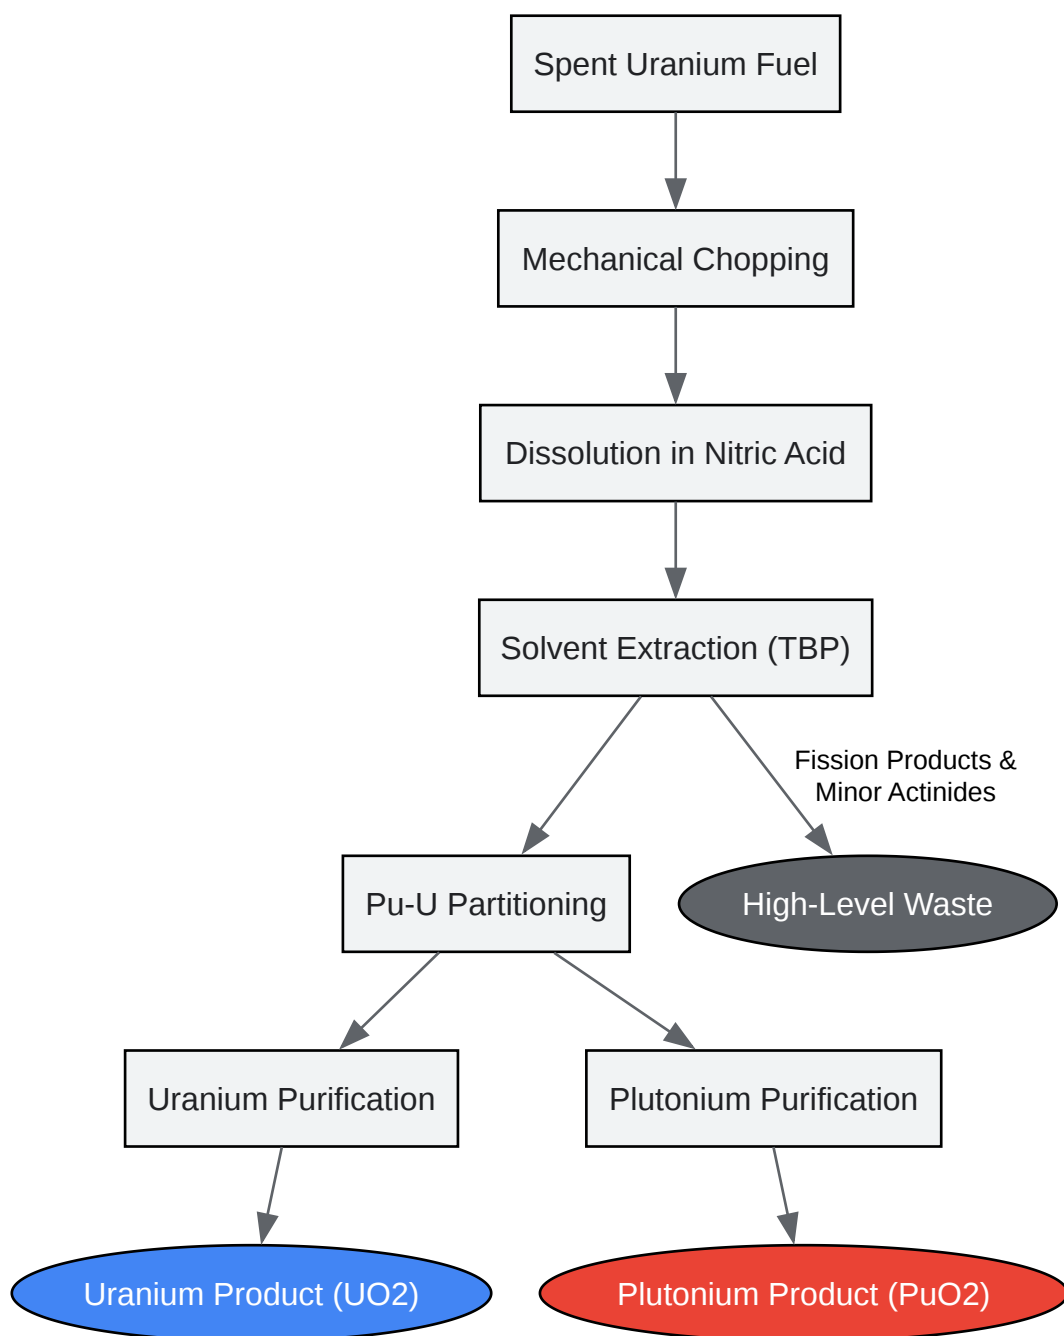 Spent Uranium Fuel
Mechanical Chopping
Dissolution in Nitric Acid
Solvent Extraction (TBP)
Fission Products &
Minor Actinides
Pu-U Partitioning
High-Level Waste
Uranium Purification
Plutonium Purification
Uranium Product (UO2)
Plutonium Product (PuO2)